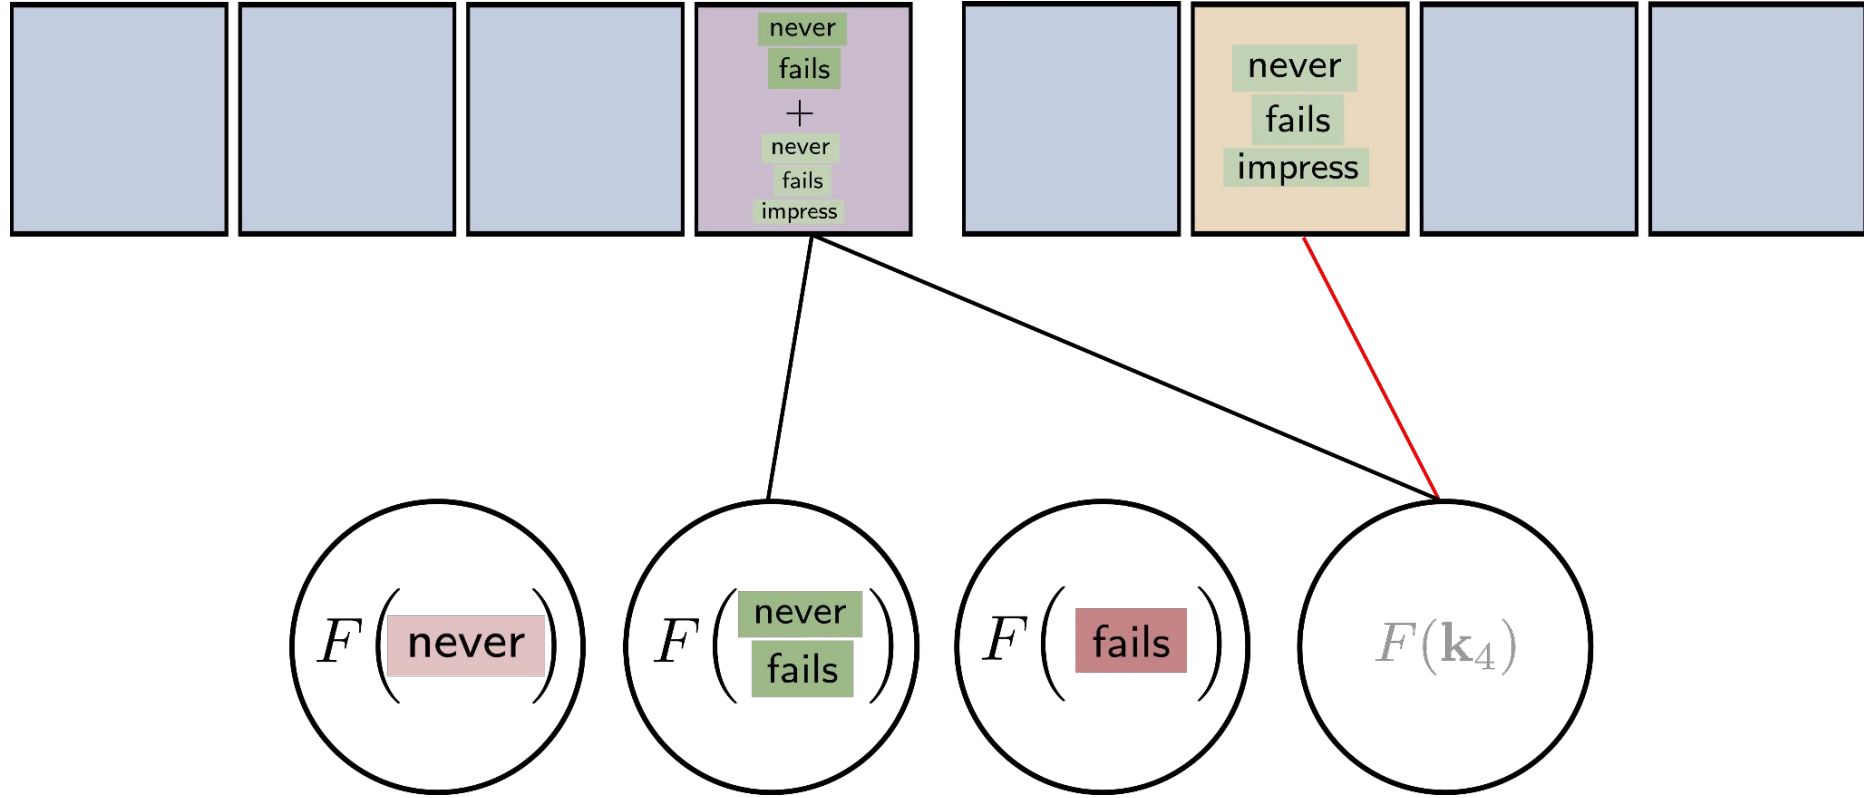 never
fails
+
never
fails
impress
never
fails
impress
F(never)
F(never
fails)
F(fails)
F(k₄)